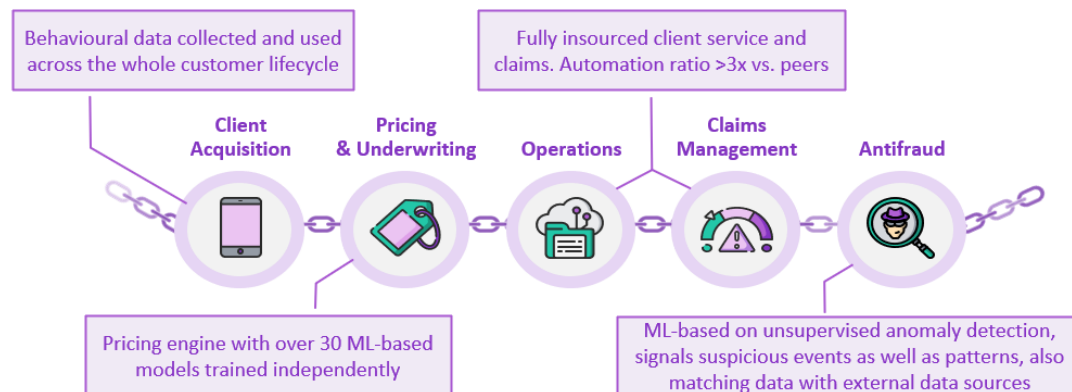 Behavioural data collected and used
across the whole customer lifecycle
Fully insourced client service and
claims. Automation ratio >3x vs. peers
Client
Acquisition
Pricing
& Underwriting
Operations
Claims
Management
Antifraud
Pricing engine with over 30 ML-based
models trained independently
ML-based on unsupervised anomaly detection,
signals suspicious events as well as patterns, also
matching data with external data sources